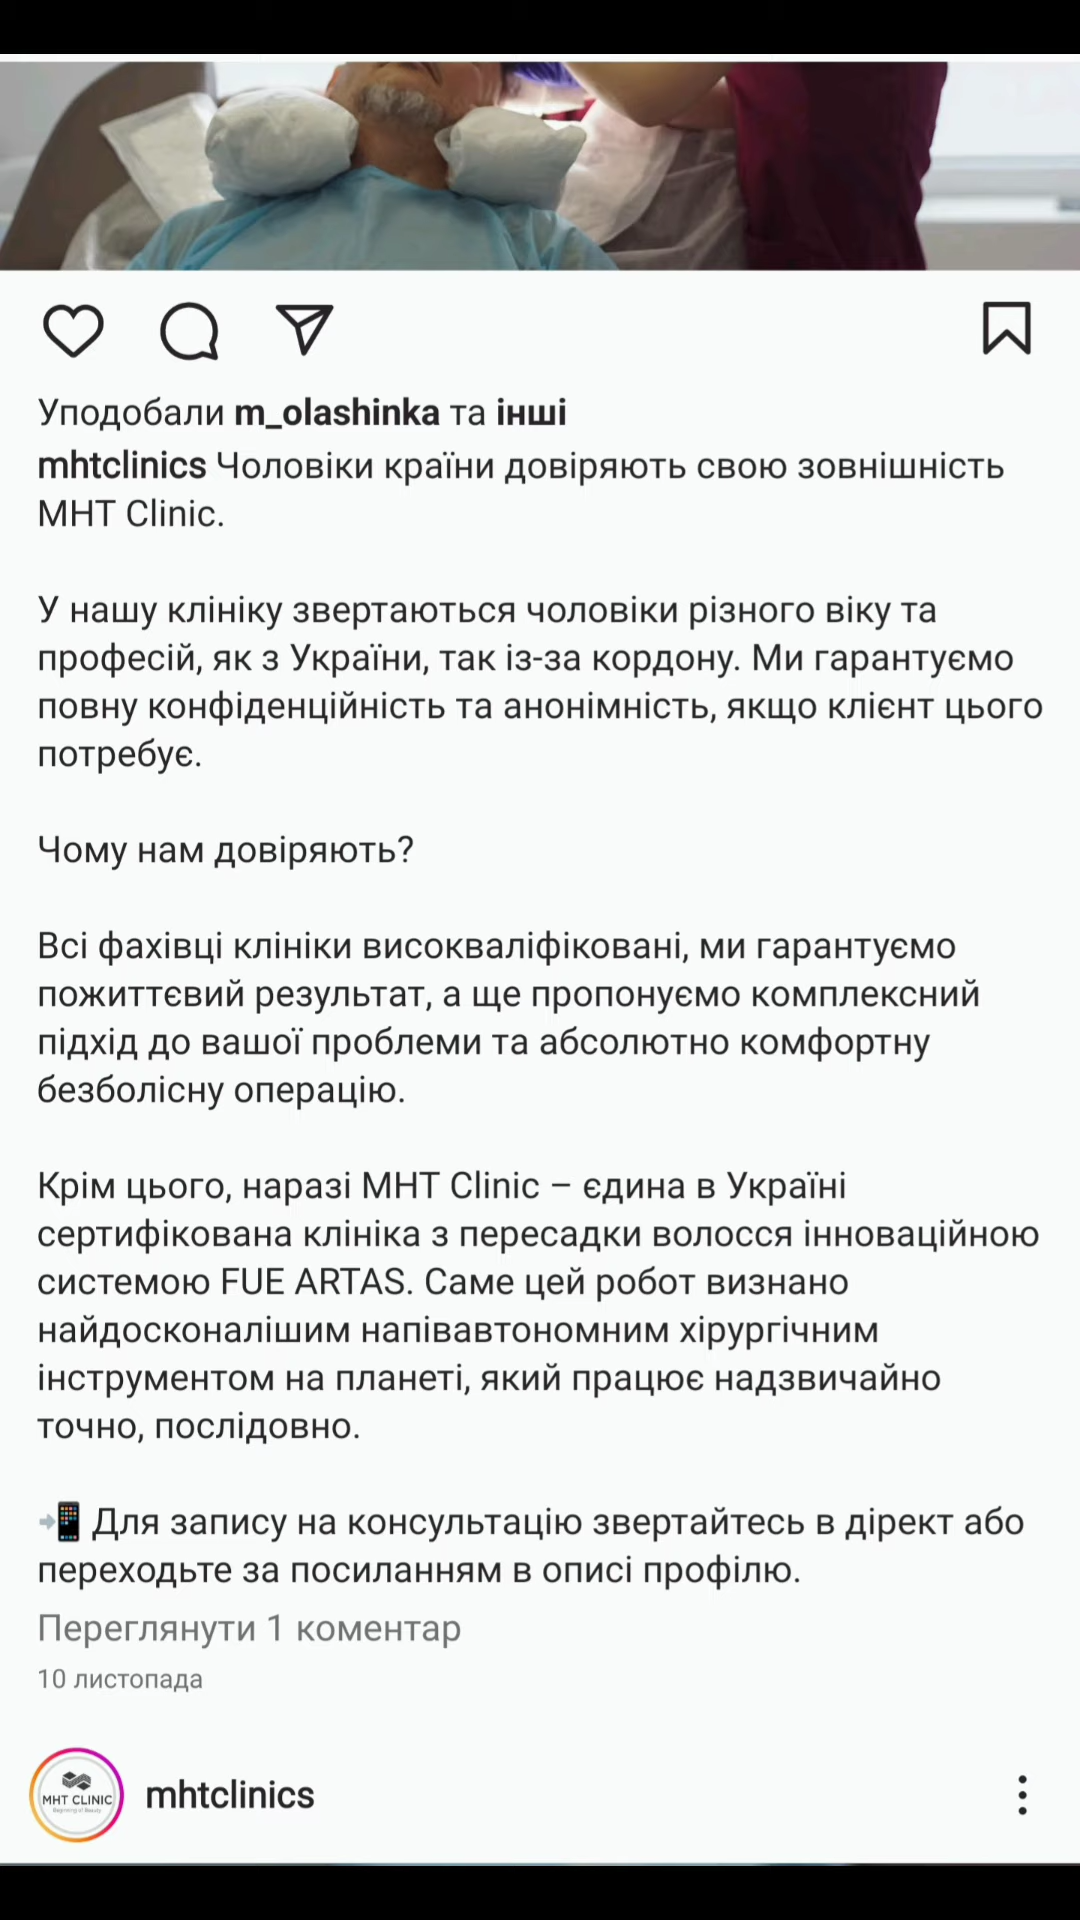 Уподобали m_olashinka та інші
mhtclinics Чоловіки країни довіряють свою зовнішність
MHT Clinic.
У нашу клініку звертаються чоловіки різного віку та
професій, як з України, так із-за кордону. Ми гарантуємо
повну конфіденційність та анонімність, якщо клієнт цього
потребує.
Чому нам довіряють?
Всі фахівці клініки висококваліфіковані, ми гарантуємо
пожиттєвий результат, а ще пропонуємо комплексний
підхід до вашої проблеми та абсолютно комфортну
безболісну операцію.
Крім цього, наразі MHT Clinic – єдина в Україні
сертифікована клініка з пересадки волосся інноваційною
системою FUE ARTAS. Саме цей робот визнано
найдосконалішим напівавтономним хірургічним
інструментом на планеті, який працює надзвичайно
точно, послідовно.
📲 Для запису на консультацію звертайтесь в дірект або
переходьте за посиланням в описі профілю.
Переглянути 1 коментар
10 листопада
MHT CLINIC
Beginning of Beauty
mhtclinics